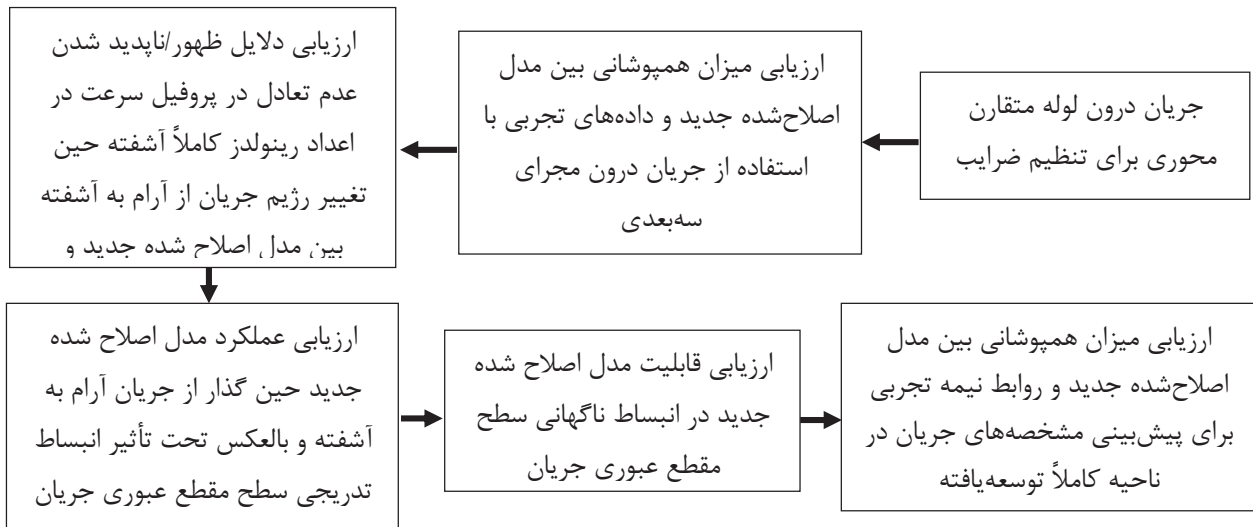 جریان درون لوله متقارن
محوری برای تنظیم ضرایب
ارزیابی میزان همپوشانی بین مدل
اصلاح‌شده جدید و داده‌های تجربی با
استفاده از جریان درون مجرای
سه‌بعدی
ارزیابی دلایل ظهور/ناپدید شدن
عدم تعادل در پروفیل سرعت در
اعداد رینولدز کاملاً آشفته حین
تغییر رژیم جریان از آرام به آشفته
بین مدل اصلاح شده جدید و
ارزیابی عملکرد مدل اصلاح شده
جدید حین گذار از جریان آرام به
آشفته و بالعکس تحت تأثیر انبساط
تدریجی سطح مقطع عبوری جریان
ارزیابی قابلیت مدل اصلاح شده
جدید در انبساط ناگهانی سطح
مقطع عبوری جریان
ارزیابی میزان همپوشانی بین مدل
اصلاح‌شده جدید و روابط نیمه تجربی
برای پیش‌بینی مشخصه‌های جریان در
ناحیه کاملاً توسعه‌یافته